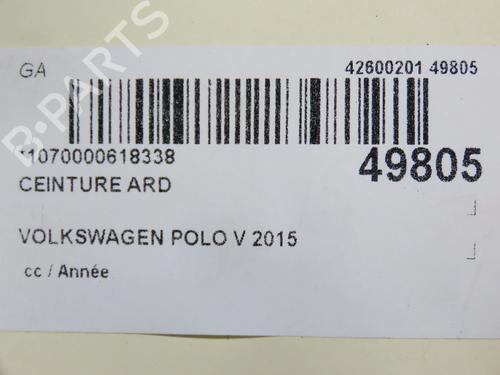 GA 42600201 49805
B-PARTS
*1070000618338 49805
CEINTURE ARD
VOLKSWAGEN POLO V 2015
cc / Année